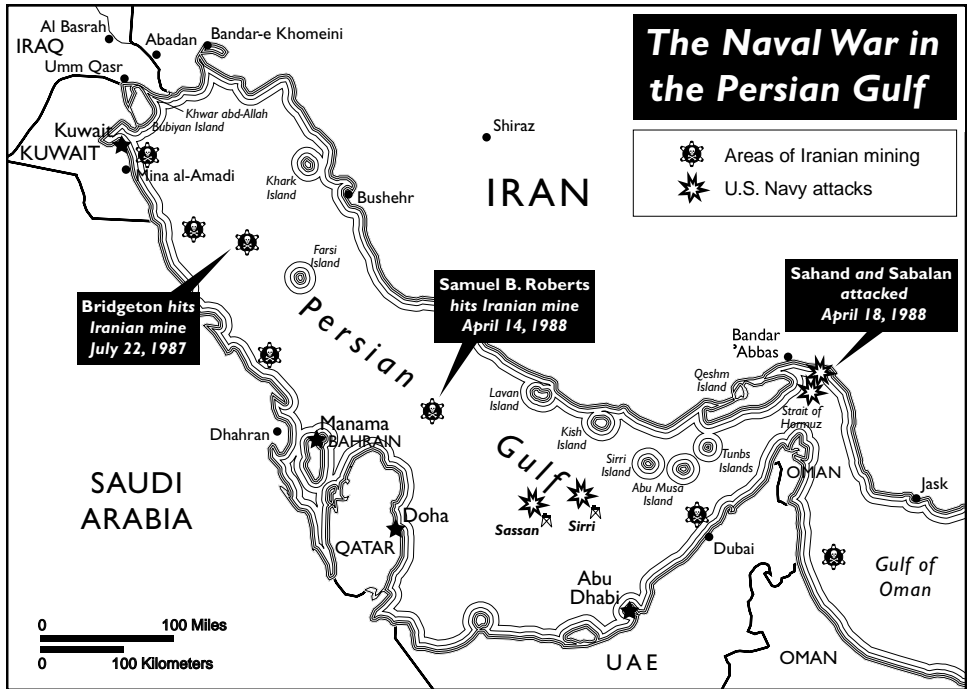 The Naval War in
the Persian Gulf
Areas of Iranian mining
U.S. Navy attacks
Al Basrah
IRAQ
Abadan
Bandar-e Khomeini
Umm Qasr
Khwar abd-Allah
Bubiyan Island
Kuwait
KUWAIT
Mina al-Amadi
Shiraz
Khark
Island
Bushehr
IRAN
Farsi
Island
Bridgeton hits
Iranian mine
July 22, 1987
Samuel B. Roberts
hits Iranian mine
April 14, 1988
Sahand and Sabalan
attacked
April 18, 1988
Persian
Gulf
Bandar
'Abbas
Qeshm
Island
Strait of
Hormuz
Lavan
Island
Kish
Island
Sirri
Island
Abu Musa
Island
Tunbs
Islands
Dhahran
Manama
BAHRAIN
SAUDI
ARABIA
OMAN
Jask
Sassan
Sirri
Doha
QATAR
Dubai
Gulf of
Oman
Abu
Dhabi
UAE
OMAN
0
100 Miles
0
100 Kilometers